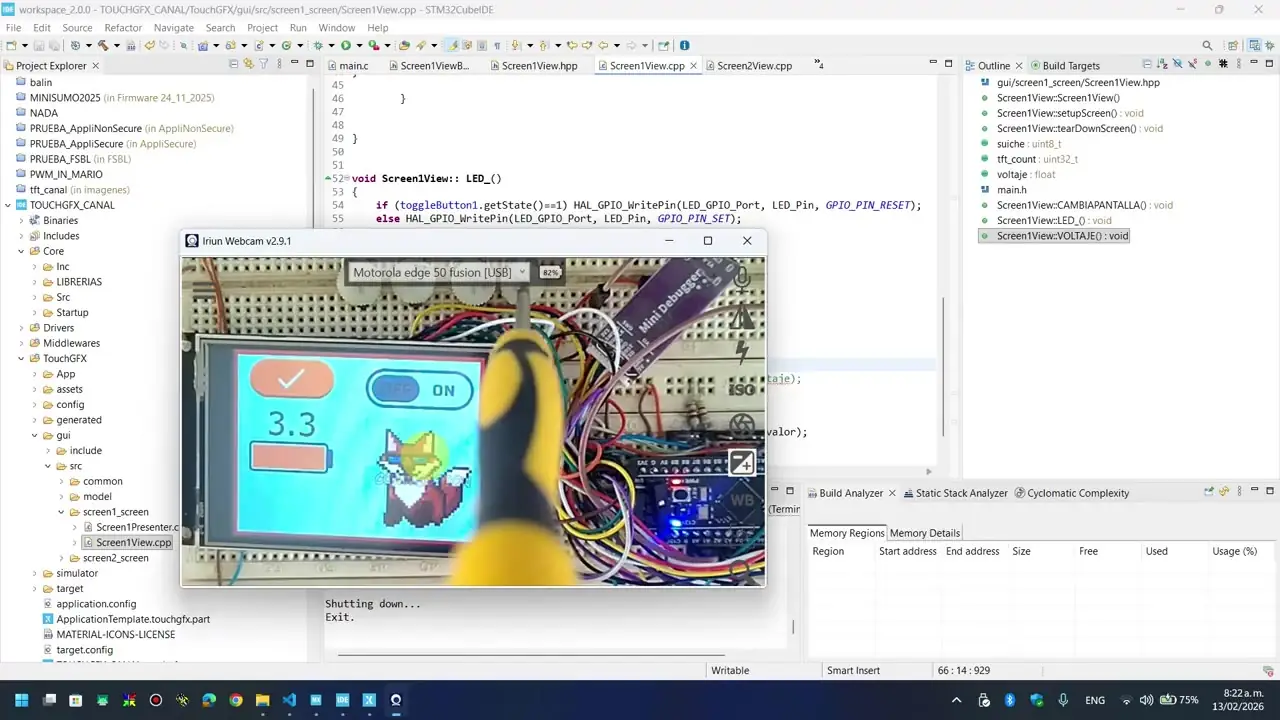 workspace_2.0.0 - TOUCHGFX_CANAL/TouchGFX/gui/src/screen1_screen/Screen1View.cpp - STM32CubeIDE
File Edit Source Refactor Navigate Search Project Run Window Help
Project Explorer
main.c
Screen1ViewB...
Screen1View.hpp
Screen1View.cpp
Screen2View.cpp
4
Outline
Build Targets
balin
MINISUMO2025 (in Firmware 24_11_2025)
NADA
PRUEBA_AppliNonSecure (in AppliNonSecure)
PRUEBA_AppliSecure (in AppliSecure)
PRUEBA_FSBL (in FSBL)
PWM_IN_MARIO
tft_canal (in imagenes)
TOUCHGFX_CANAL
Binaries
Includes
Core
Inc
LIBRERIAS
Src
Startup
Drivers
Middlewares
TouchGFX
App
assets
config
generated
gui
include
src
common
model
screen1_screen
Screen1Presenter.c
Screen1View.cpp
screen2_screen
simulator
target
application.config
ApplicationTemplate.touchgfx.part
MATERIAL-ICONS-LICENSE
target.config
45
46 }
47
48
49 }
50
51
52 void Screen1View:: LED_()
53 {
54 if (toggleButton1.getState()==1) HAL_GPIO_WritePin(LED_GPIO_Port, LED_Pin, GPIO_PIN_RESET);
55 else HAL_GPIO_WritePin(LED_GPIO_Port, LED_Pin, GPIO_PIN_SET);
taje);
valor);
Iriun Webcam v2.9.1
Motorola edge 50 fusion [USB]
82%
Mini Debugger
ON
3.3
ISO
WB
gui/screen1_screen/Screen1View.hpp
Screen1View::Screen1View()
Screen1View::setupScreen() : void
Screen1View::tearDownScreen() : void
suiche : uint8_t
tft_count : uint32_t
voltaje : float
main.h
Screen1View::CAMBIAPANTALLA() : void
Screen1View::LED_() : void
Screen1View::VOLTAJE() : void
(Termin
Build Analyzer
Static Stack Analyzer
Cyclomatic Complexity
Memory Regions
Memory Details
Region Start address End address Size Free Used Usage (%)
Shutting down...
Exit.
Writable
Smart Insert
66 : 14 : 929
ENG
75%
8:22 a.m.
13/02/2026